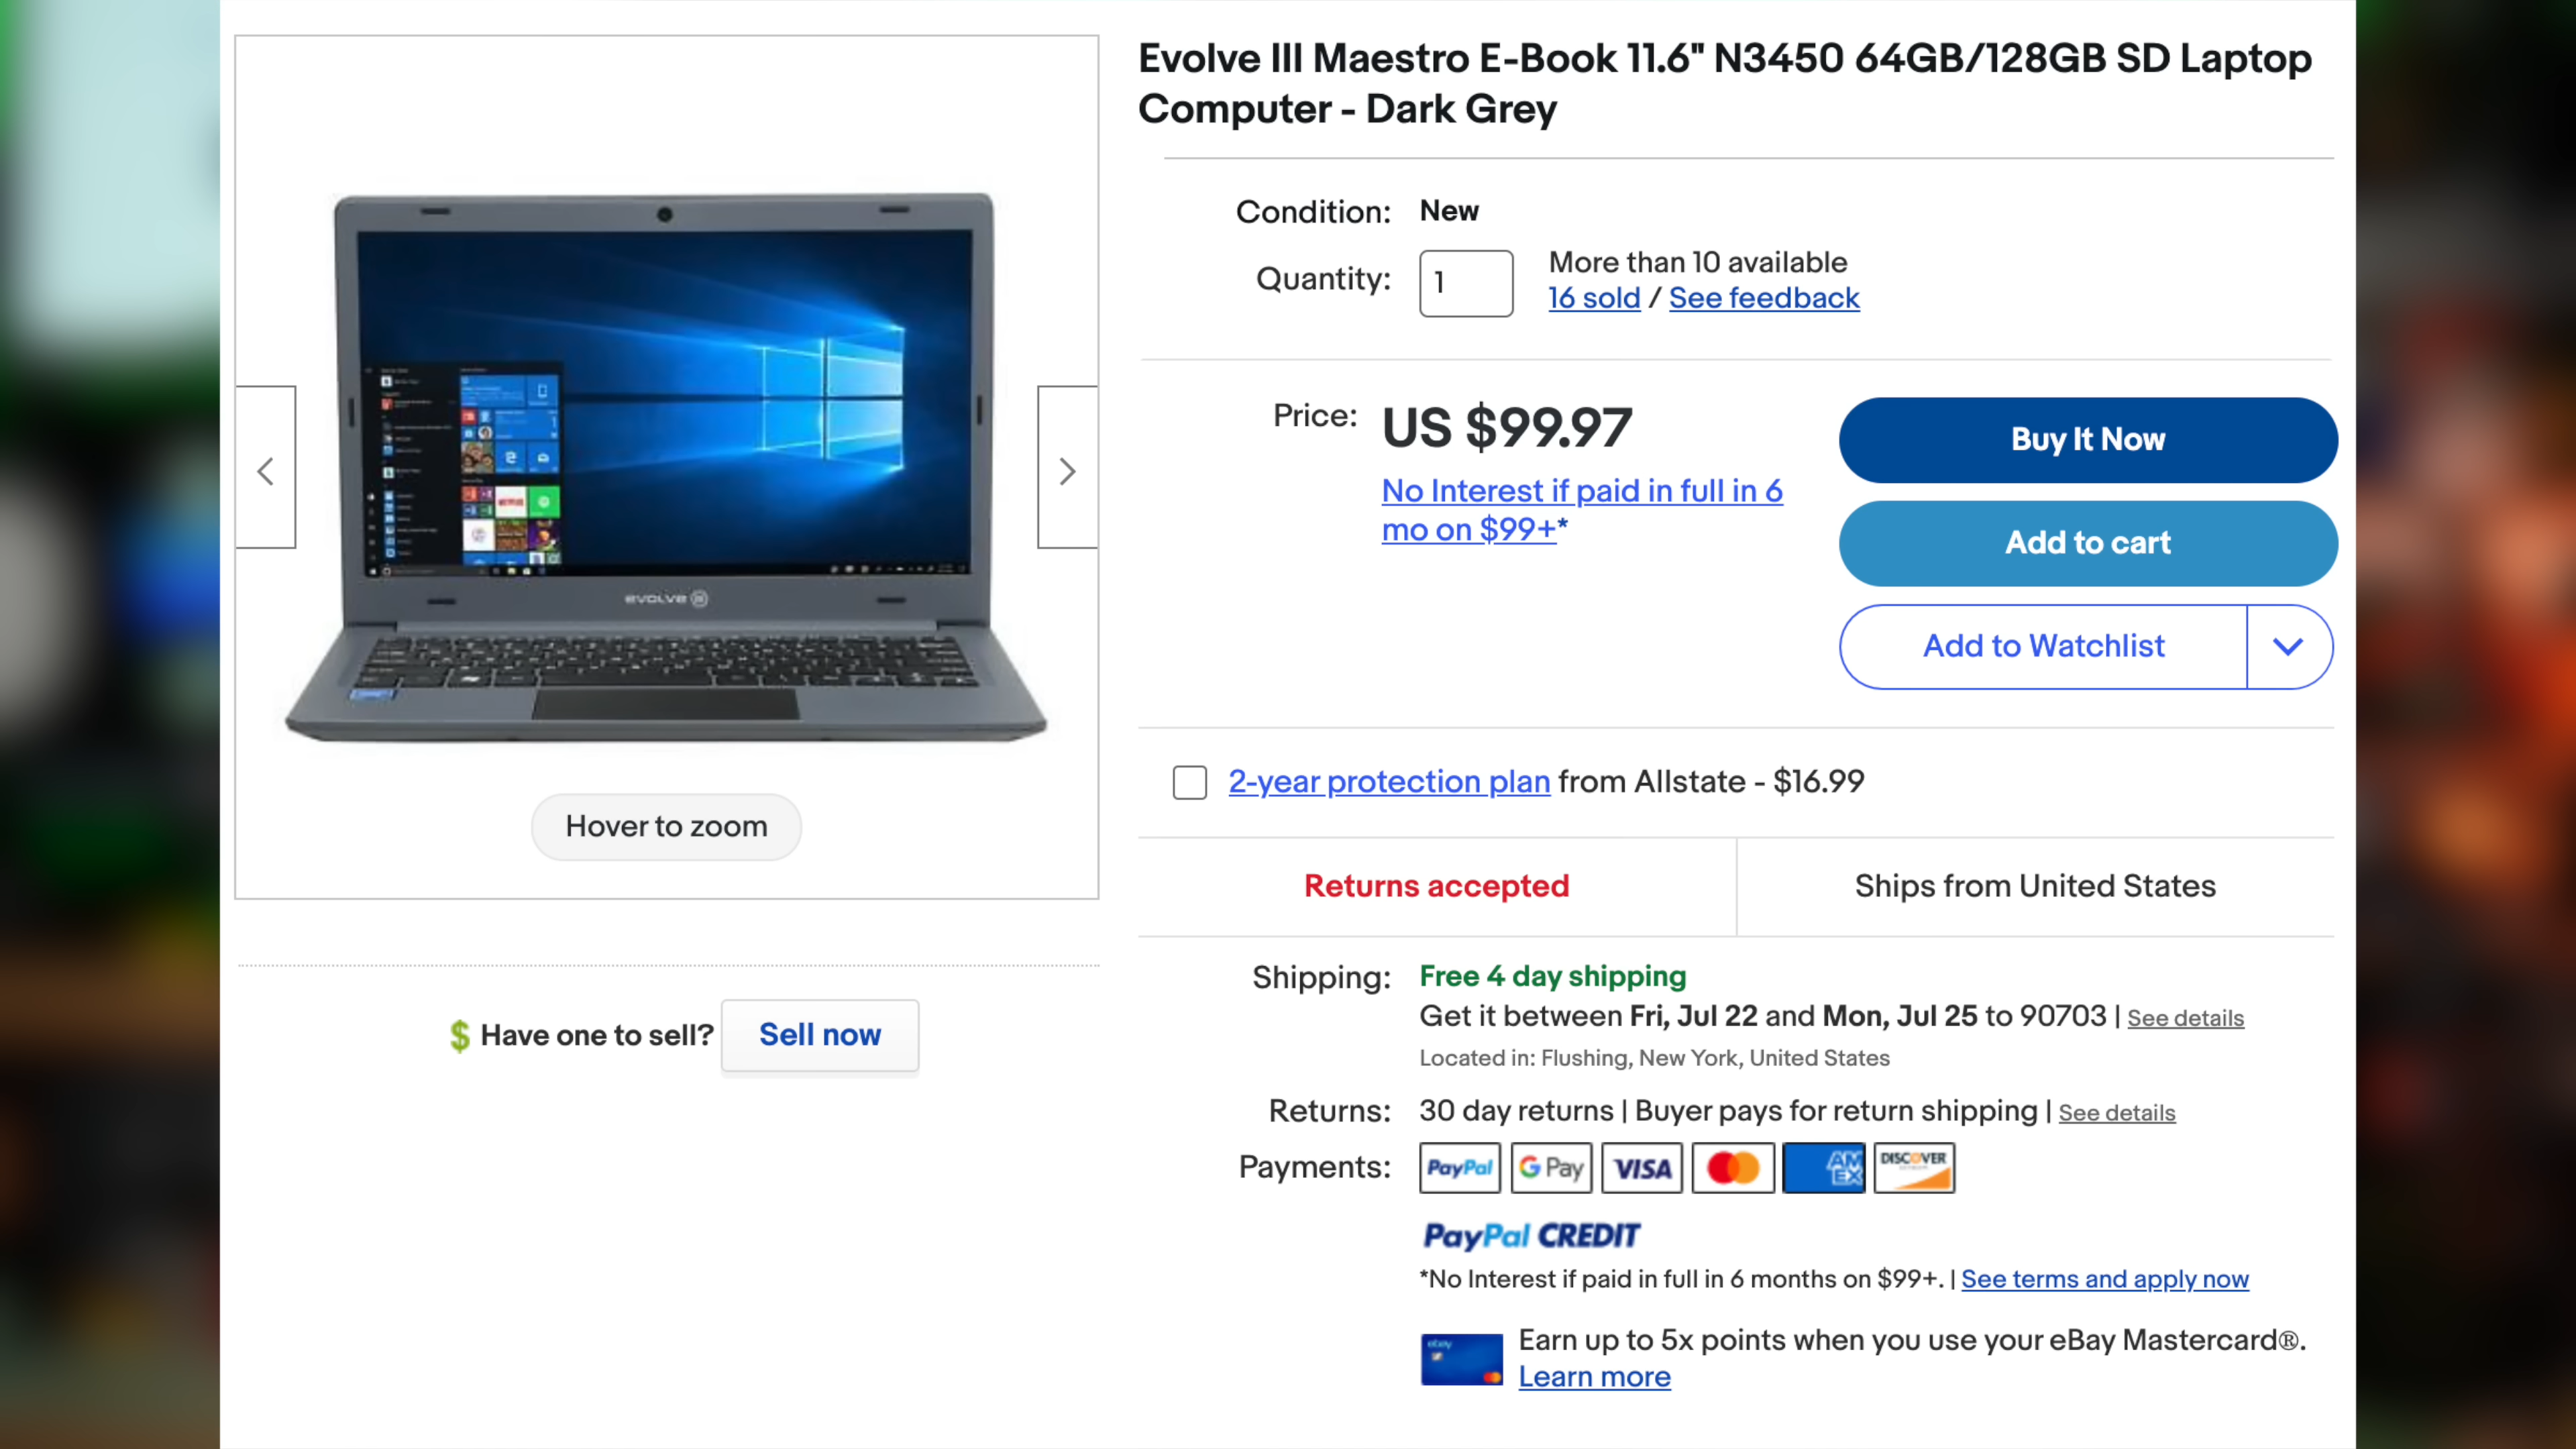 Evolve III Maestro E-Book 11.6" N3450 64GB/128GB SD Laptop
Computer - Dark Grey
Condition: New
Quantity: 1
More than 10 available
16 sold / See feedback
Price: US $99.97
No Interest if paid in full in 6
mo on $99+*
Buy It Now
Add to cart
Add to Watchlist
evolve III
Hover to zoom
Have one to sell? Sell now
2-year protection plan from Allstate - $16.99
Returns accepted
Ships from United States
Shipping: Free 4 day shipping
Get it between Fri, Jul 22 and Mon, Jul 25 to 90703 | See details
Located in: Flushing, New York, United States
Returns: 30 day returns | Buyer pays for return shipping | See details
Payments: PayPal G Pay VISA AMEX DISCOVER
PayPal CREDIT
*No Interest if paid in full in 6 months on $99+. | See terms and apply now
ebay
Earn up to 5x points when you use your eBay Mastercard®.
Learn more